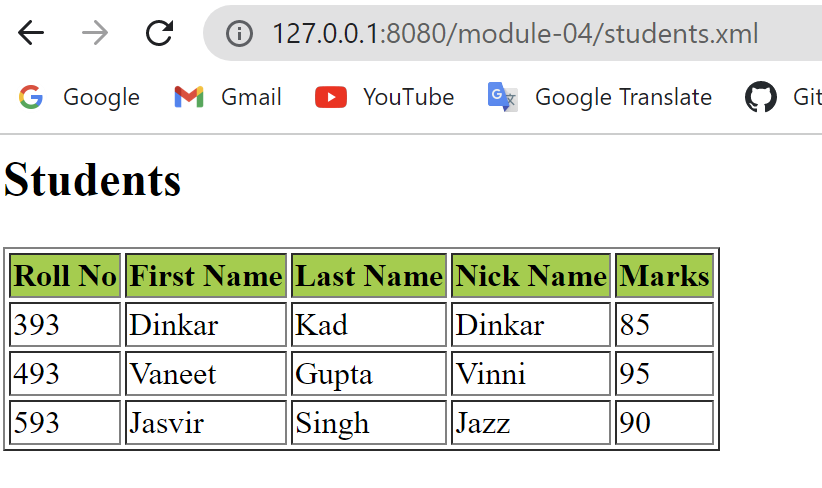 127.0.0.1:8080/module-04/students.xml
Google Gmail YouTube Google Translate Git
Students
Roll No First Name Last Name Nick Name Marks
393 Dinkar Kad Dinkar 85
493 Vaneet Gupta Vinni 95
593 Jasvir Singh Jazz 90